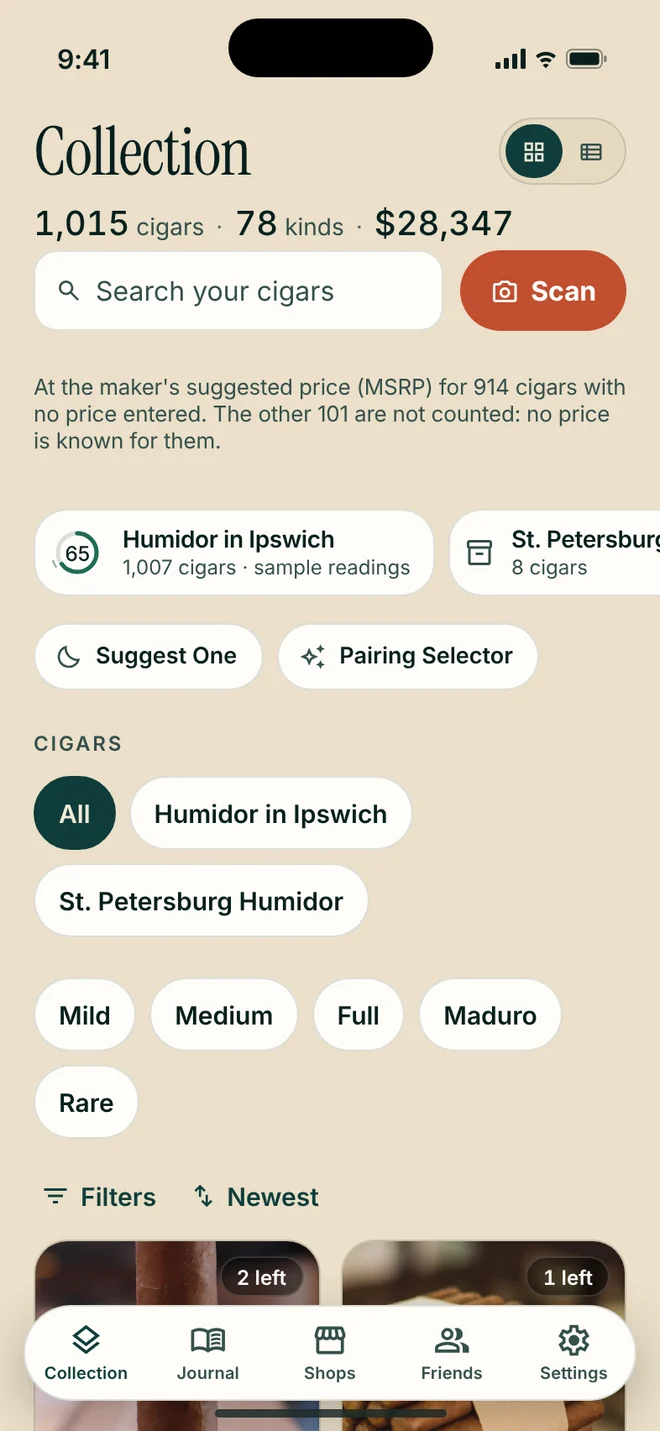 9:41
Collection
1,015 cigars · 78 kinds · $28,347
Search your cigars
Scan
At the maker's suggested price (MSRP) for 914 cigars with
no price entered. The other 101 are not counted: no price
is known for them.
65
Humidor in Ipswich
1,007 cigars · sample readings
St. Petersburg
8 cigars
Suggest One
Pairing Selector
CIGARS
All
Humidor in Ipswich
St. Petersburg Humidor
Mild
Medium
Full
Maduro
Rare
Filters
Newest
2 left
1 left
Collection
Journal
Shops
Friends
Settings